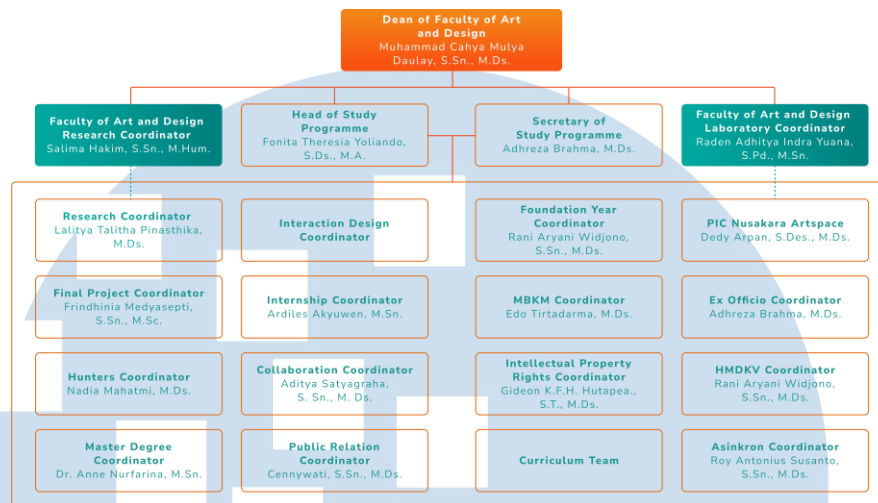 Dean of Faculty of Art
and Design
Muhammad Cahya Mulya
Daulay, S.Sn., M.Ds.
Faculty of Art and Design
Research Coordinator
Salima Hakim, S.Sn., M.Hum.
Head of Study
Programme
Fonita Theresia Yoliando,
S.Ds., M.A.
Secretary of
Study Programme
Adhreza Brahma, M.Ds.
Faculty of Art and Design
Laboratory Coordinator
Raden Adhitya Indra Yuana,
S.Pd., M.Sn.
Research Coordinator
Lalitya Talitha Pinasthika,
M.Ds.
Interaction Design
Coordinator
Foundation Year
Coordinator
Rani Aryani Widjono,
S.Sn., M.Ds.
PIC Nusakara Artspace
Dedy Arpan, S.Des., M.Ds.
Final Project Coordinator
Frindhinia Medyasepti,
S.Sn., M.Sc.
Internship Coordinator
Ardiles Akyuwen, M.Sn.
MBKM Coordinator
Edo Tirtadarma, M.Ds.
Ex Officio Coordinator
Adhreza Brahma, M.Ds.
Hunters Coordinator
Nadia Mahatmi, M.Ds.
Collaboration Coordinator
Aditya Satyagraha,
S. Sn., M. Ds.
Intellectual Property
Rights Coordinator
Gideon K.F.H. Hutapea.,
S.T., M.Ds.
HMDKV Coordinator
Rani Aryani Widjono,
S.Sn., M.Ds.
Master Degree
Coordinator
Dr. Anne Nurfarina, M.Sn.
Public Relation
Coordinator
Cennywati, S.Sn., M.Ds.
Curriculum Team
Asinkron Coordinator
Roy Antonius Susanto,
S.Sn., M.Ds.